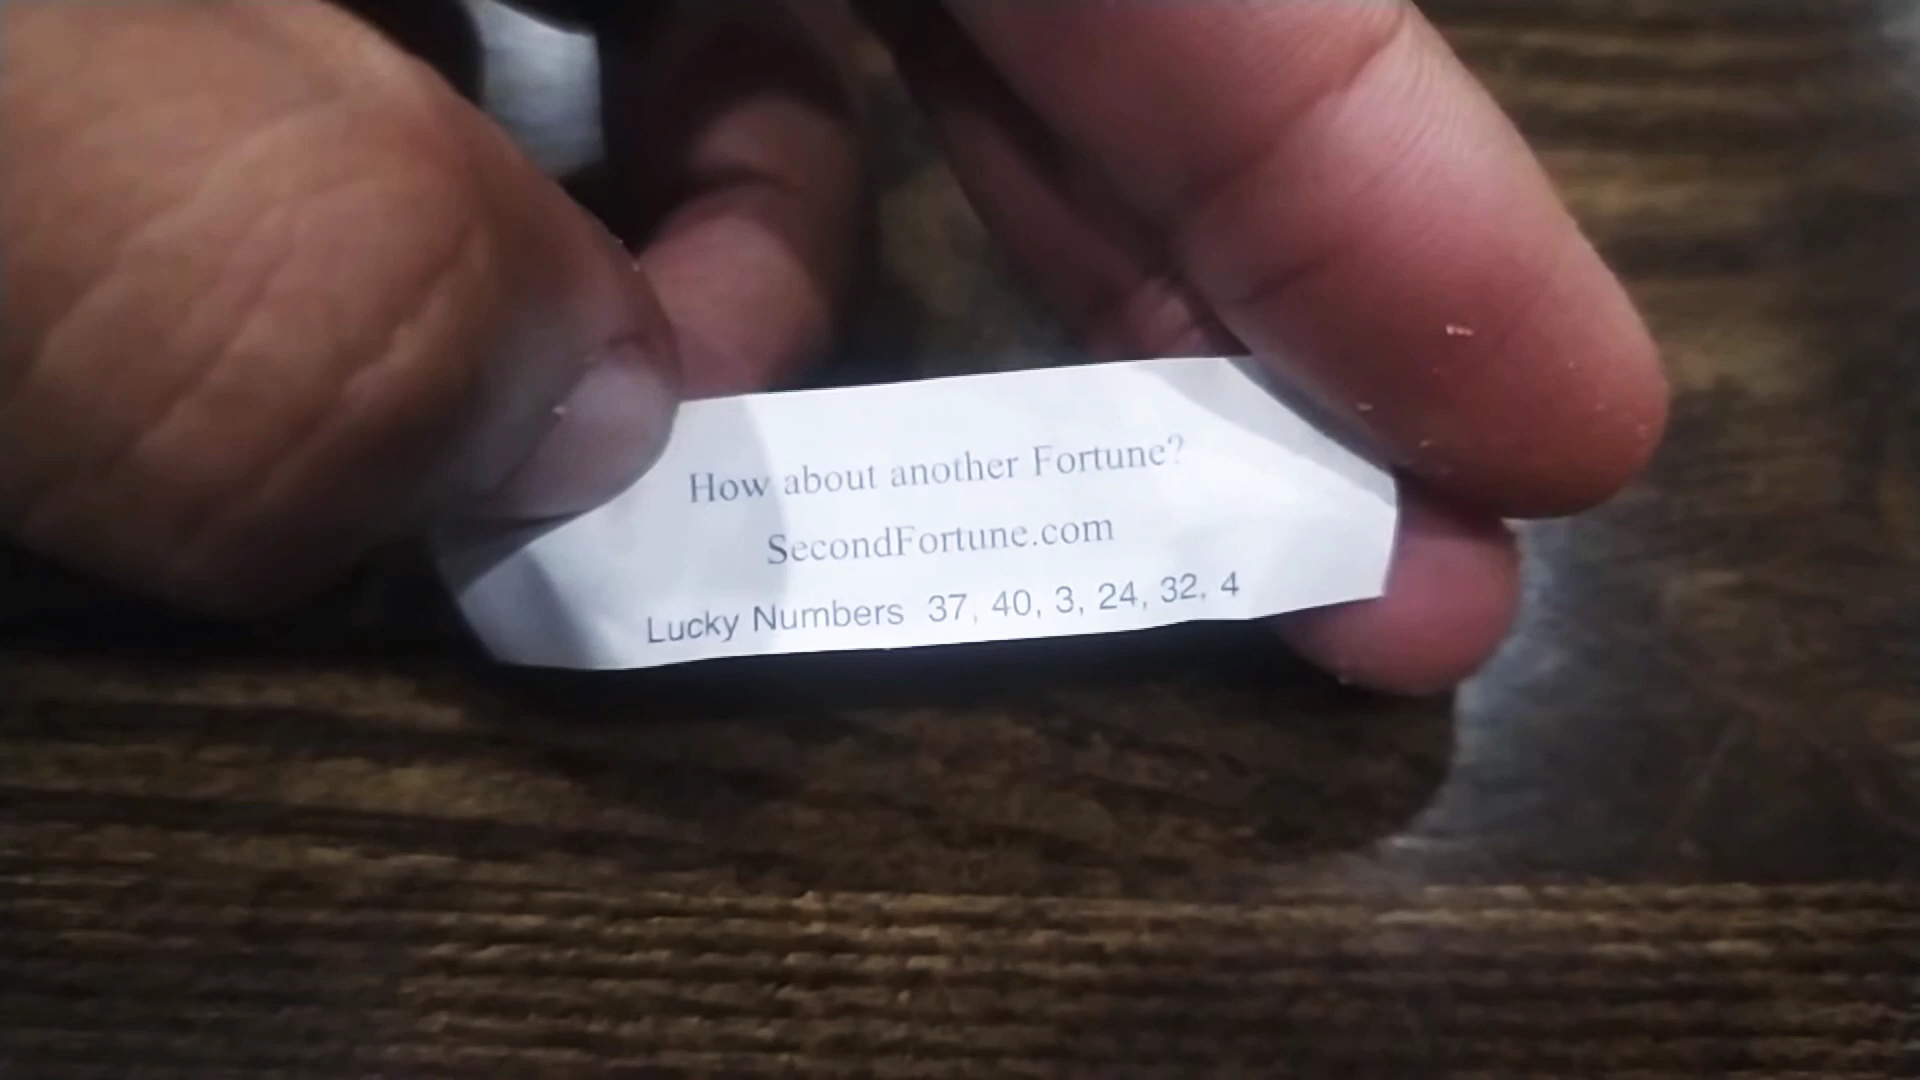 How about another Fortune?
SecondFortune.com
Lucky Numbers 37, 40, 3, 24, 32, 4